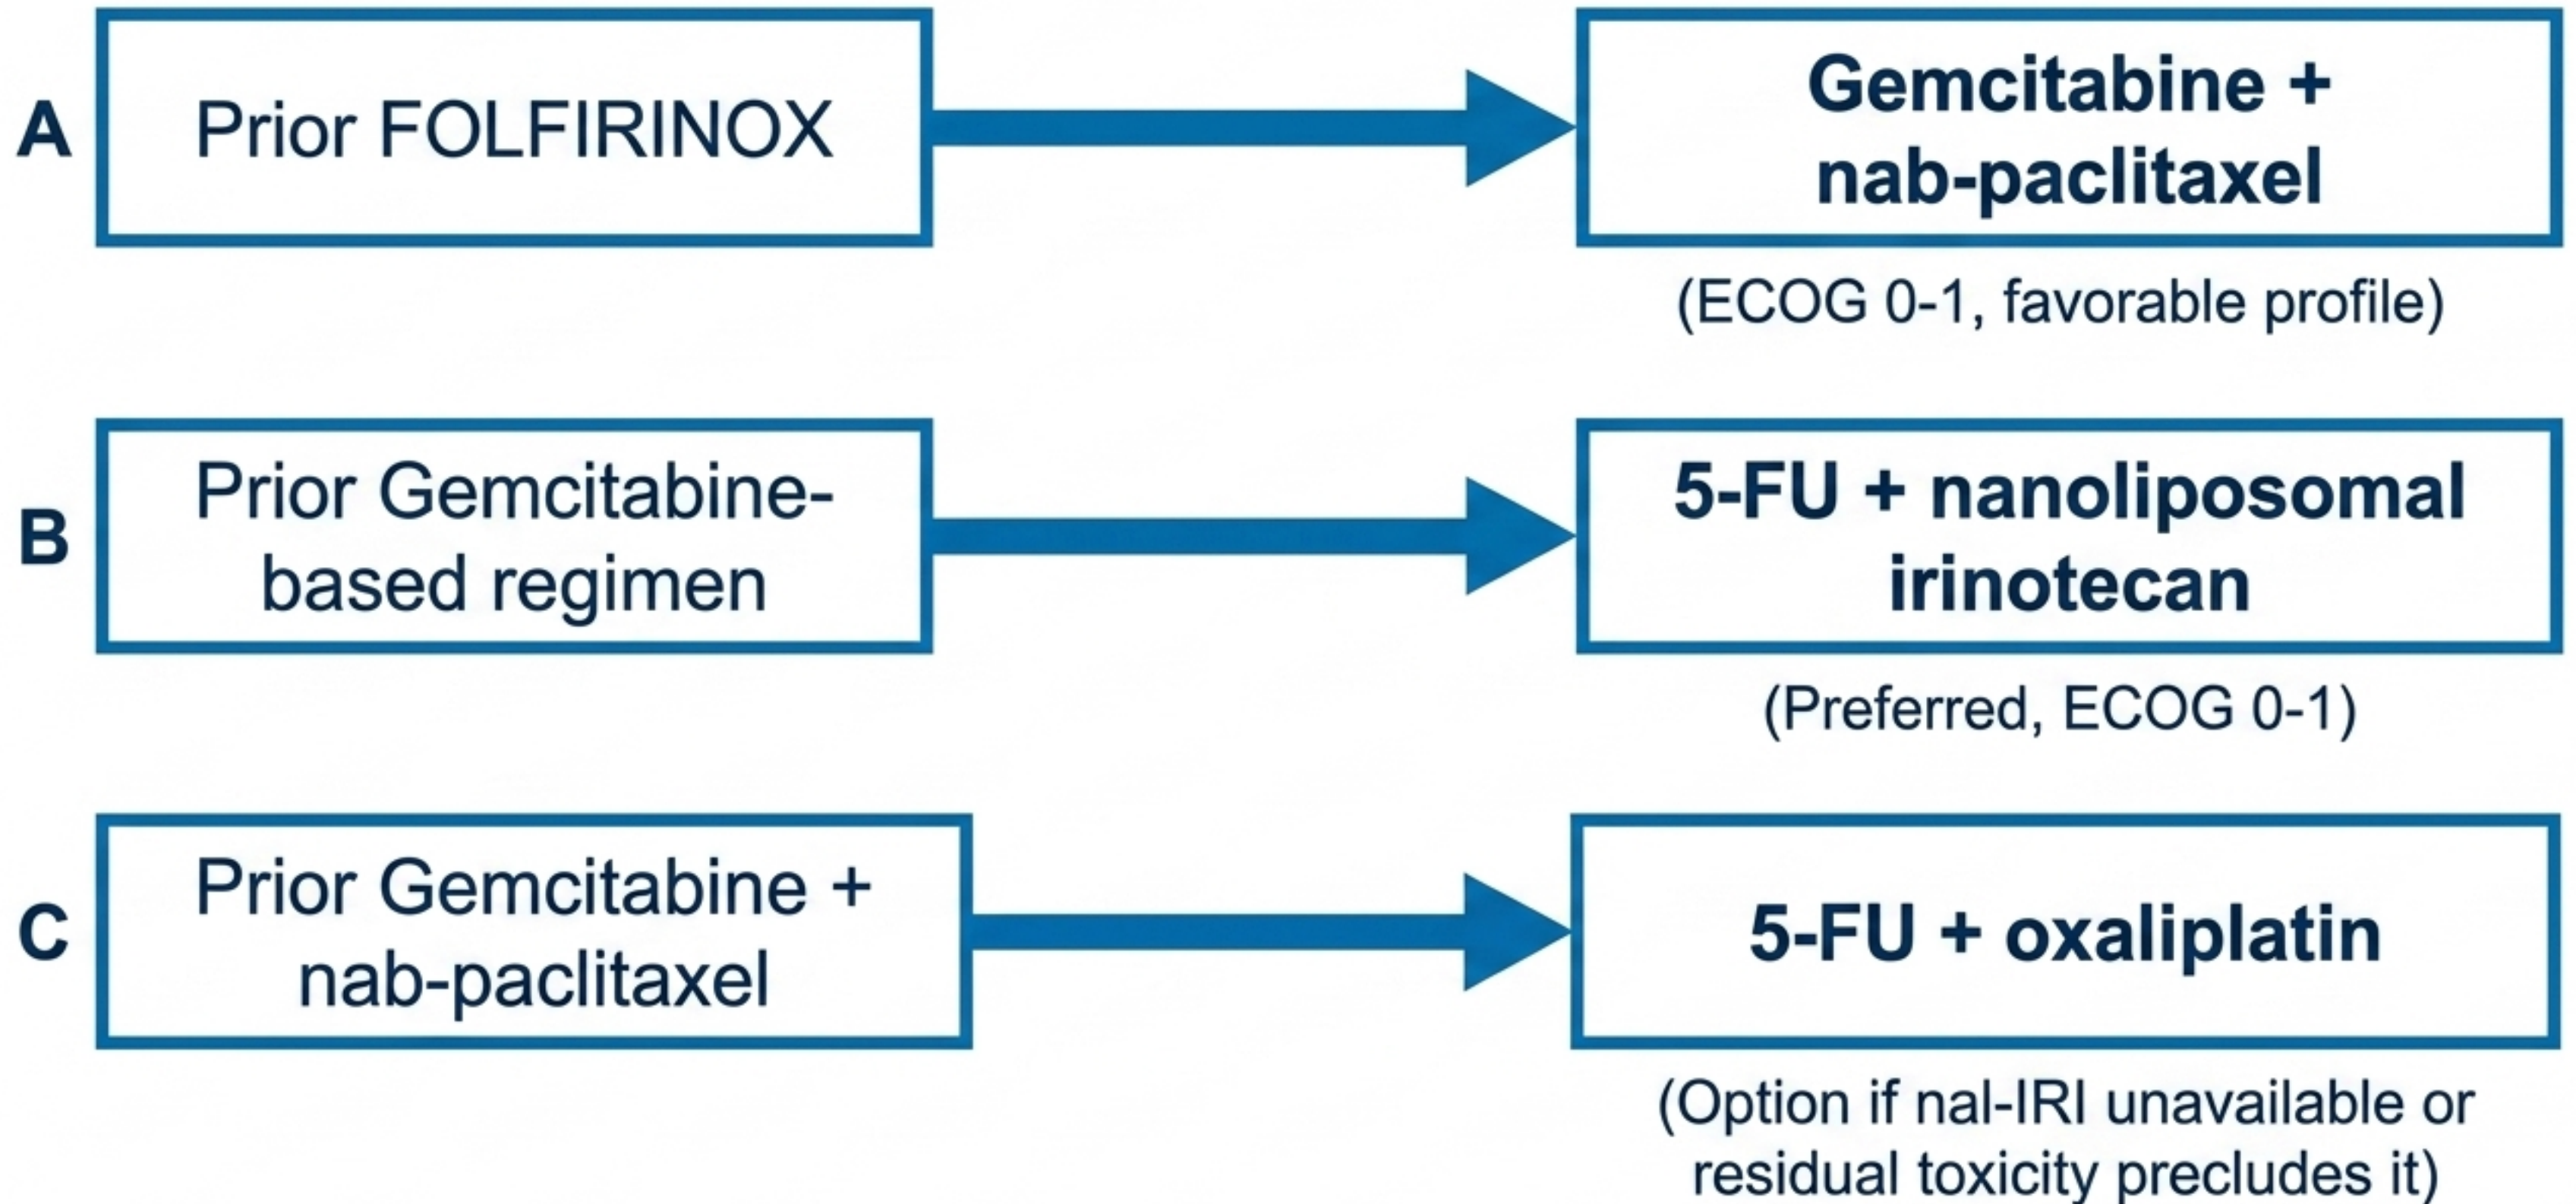 A
Prior FOLFIRINOX
Gemcitabine +
nab-paclitaxel
(ECOG 0-1, favorable profile)
B
Prior Gemcitabine-
based regimen
5-FU + nanoliposomal
irinotecan
(Preferred, ECOG 0-1)
C
Prior Gemcitabine +
nab-paclitaxel
5-FU + oxaliplatin
(Option if nal-IRI unavailable or
residual toxicity precludes it)